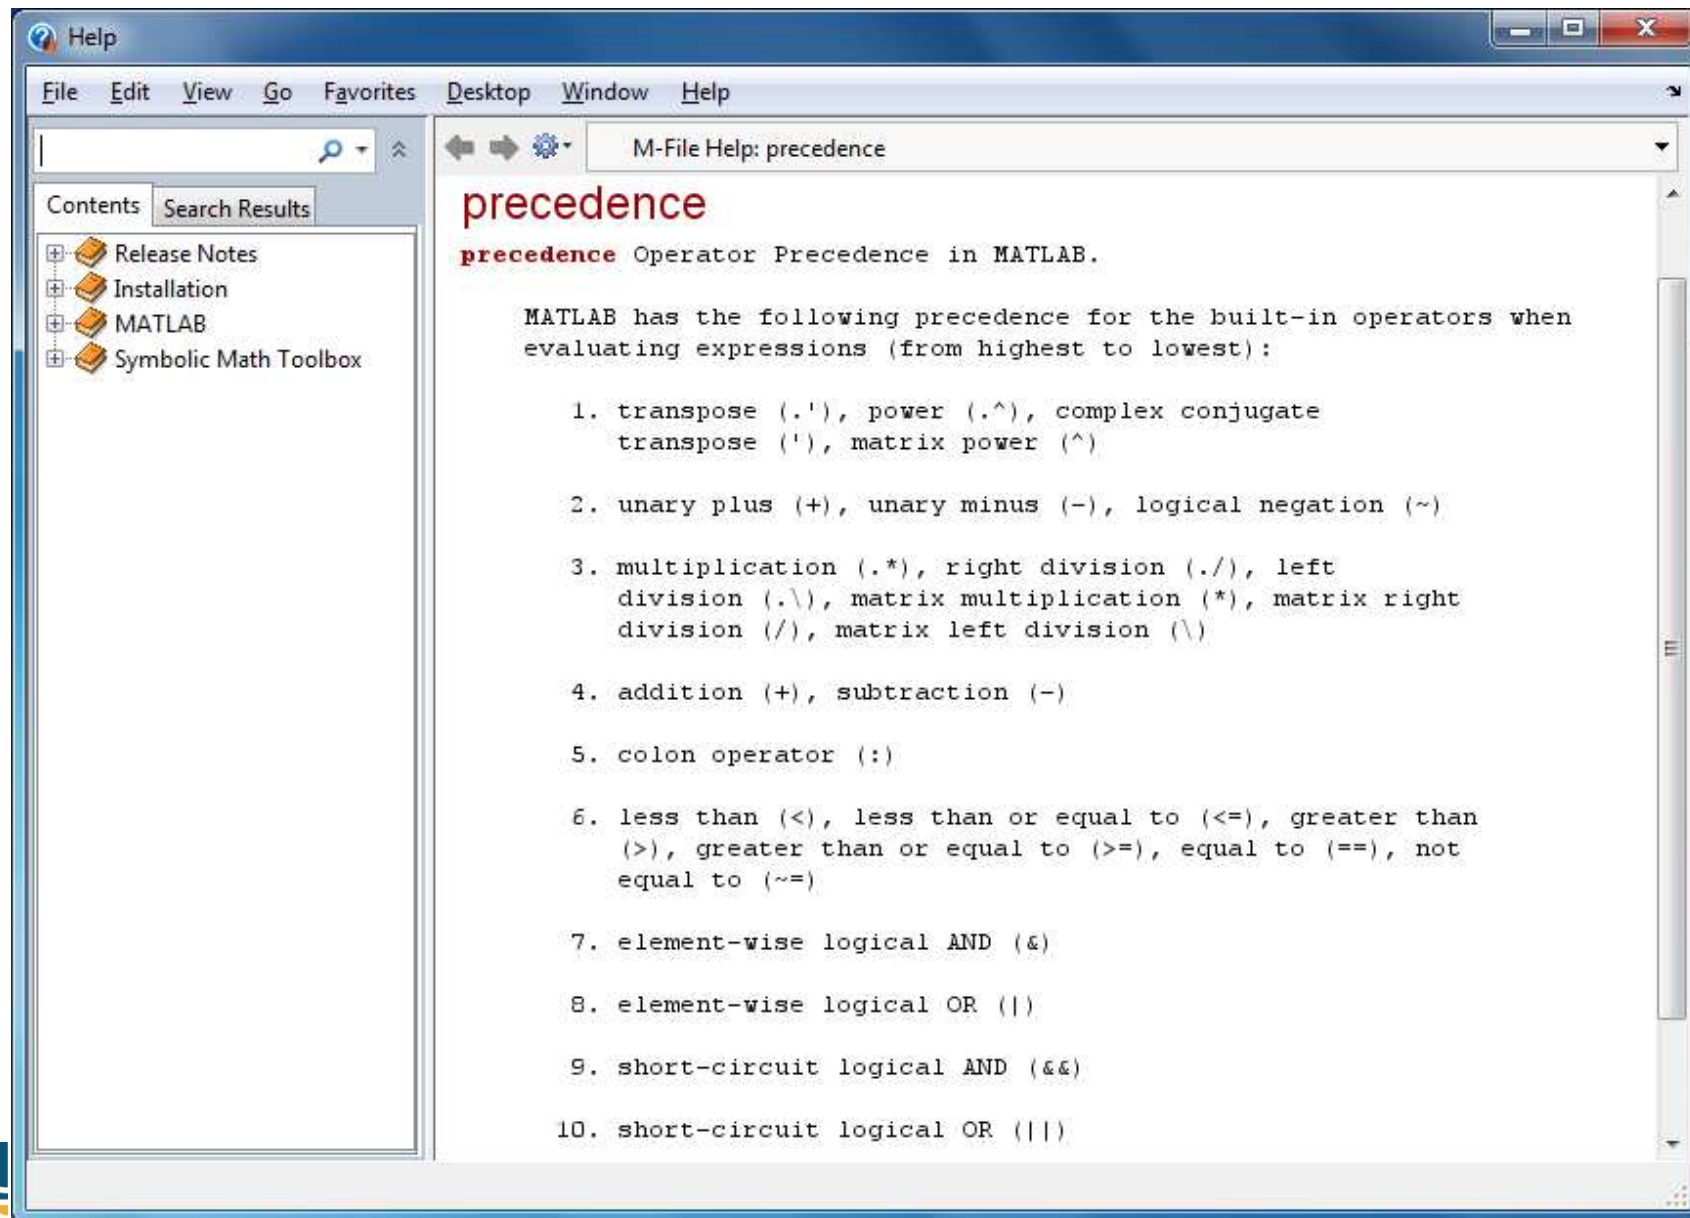 Help
File Edit View Go Favorites Desktop Window Help
M-File Help: precedence
Contents Search Results
Release Notes
Installation
MATLAB
Symbolic Math Toolbox
precedence
precedence Operator Precedence in MATLAB.
MATLAB has the following precedence for the built-in operators when
evaluating expressions (from highest to lowest):
1. transpose (.'), power (.^), complex conjugate
transpose ('), matrix power (^)
2. unary plus (+), unary minus (-), logical negation (~)
3. multiplication (.*), right division (./), left
division (.\), matrix multiplication (*), matrix right
division (/), matrix left division (\)
4. addition (+), subtraction (-)
5. colon operator (:)
6. less than (<), less than or equal to (<=), greater than
(>), greater than or equal to (>=), equal to (==), not
equal to (~=)
7. element-wise logical AND (&)
8. element-wise logical OR (|)
9. short-circuit logical AND (&&)
10. short-circuit logical OR (||)